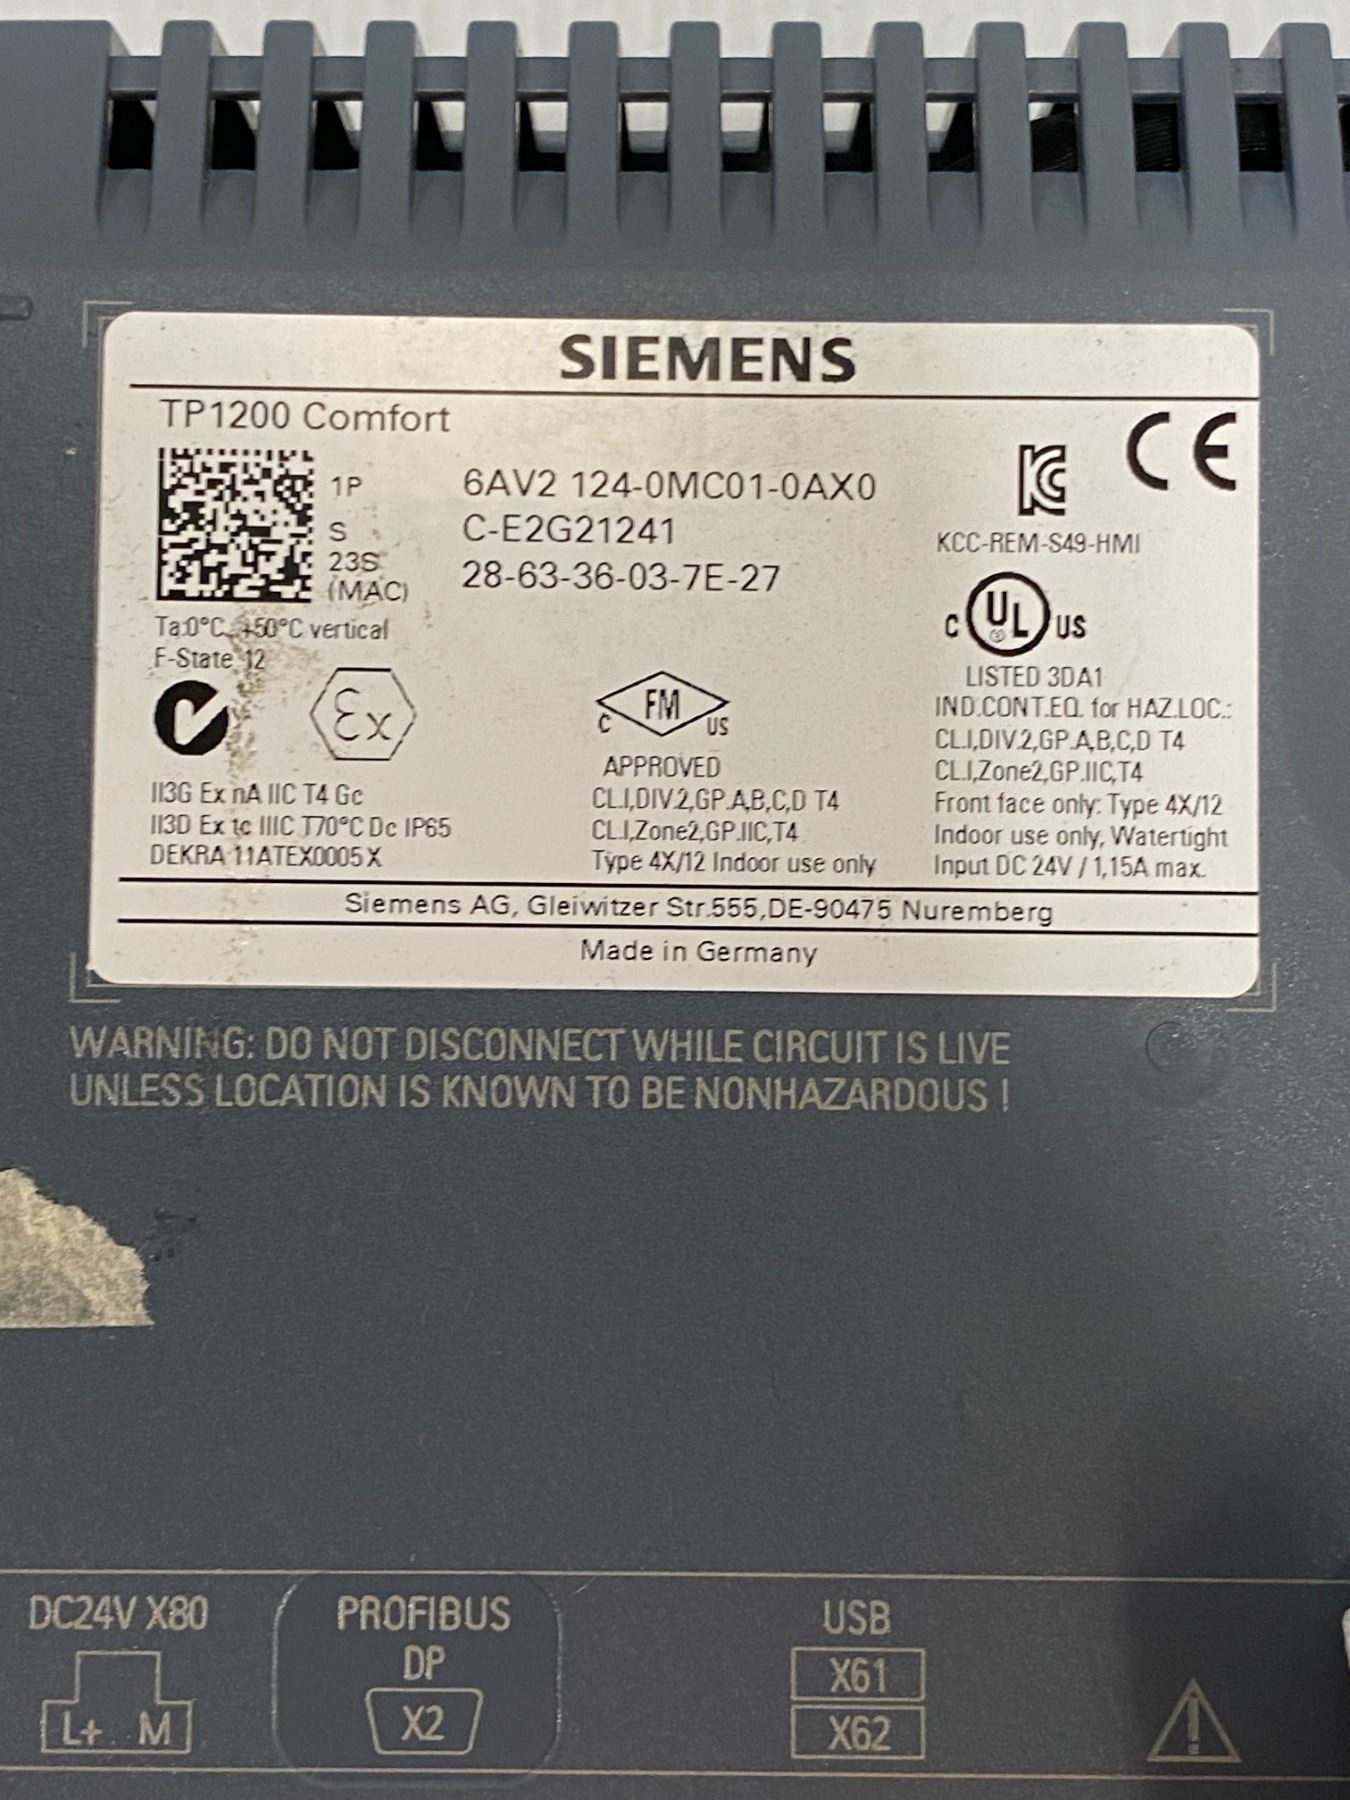 SIEMENS
TP1200 Comfort
1P 6AV2 124-0MC01-0AX0
S C-E2G21241
23S (MAC) 28-63-36-03-7E-27
CE
KCC-REM-S49-HMI
Ta:0°C...+50°C vertical
F-State 12
Ex
II3G Ex nA IIC T4 Gc
II3D Ex tc IIIC T70°C Dc IP65
DEKRA 11ATEX0005 X
C FM US
APPROVED
CL.I,DIV.2,GP.A,B,C,D T4
CL.I,Zone2,GP.IIC,T4
Type 4X/12 Indoor use only
C UL US
LISTED 3DA1
IND.CONT.EQ. for HAZ.LOC.:
CL.I,DIV.2,GP.A,B,C,D T4
CL.I,Zone2,GP.IIC,T4
Front face only: Type 4X/12
Indoor use only, Watertight
Input DC 24V / 1,15A max.
Siemens AG, Gleiwitzer Str.555,DE-90475 Nuremberg
Made in Germany
WARNING: DO NOT DISCONNECT WHILE CIRCUIT IS LIVE
UNLESS LOCATION IS KNOWN TO BE NONHAZARDOUS !
DC24V X80
L+ M
PROFIBUS
DP
X2
USB
X61
X62